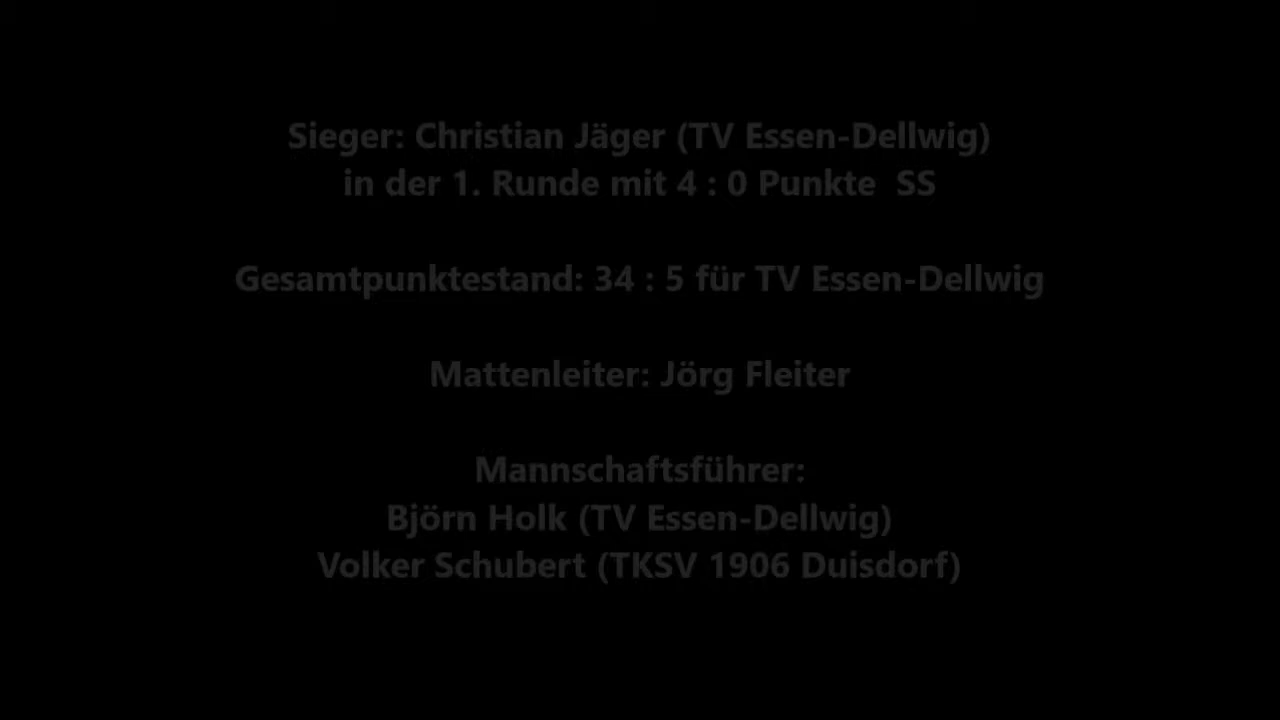 Sieger: Christian Jäger (TV Essen-Dellwig)
in der 1. Runde mit 4 : 0 Punkte  SS
Gesamtpunktestand: 34 : 5 für TV Essen-Dellwig
Mattenleiter: Jörg Fleiter
Mannschaftsführer:
Björn Holk (TV Essen-Dellwig)
Volker Schubert (TKSV 1906 Duisdorf)